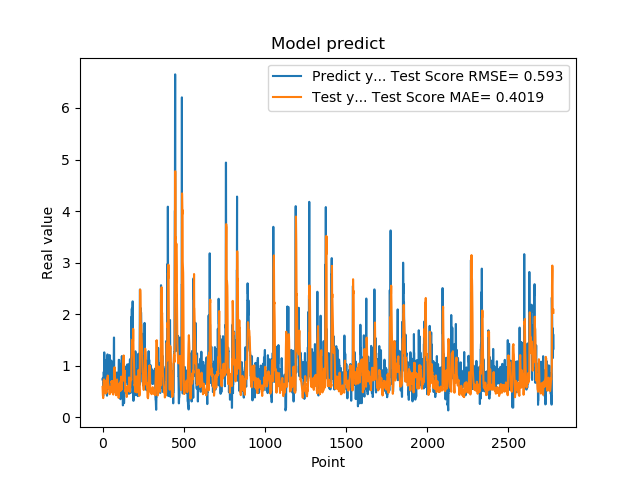 Model predict
Predict y... Test Score RMSE= 0.593
Test y... Test Score MAE= 0.4019
Real value
6
5
4
3
2
1
0
0 500 1000 1500 2000 2500
Point